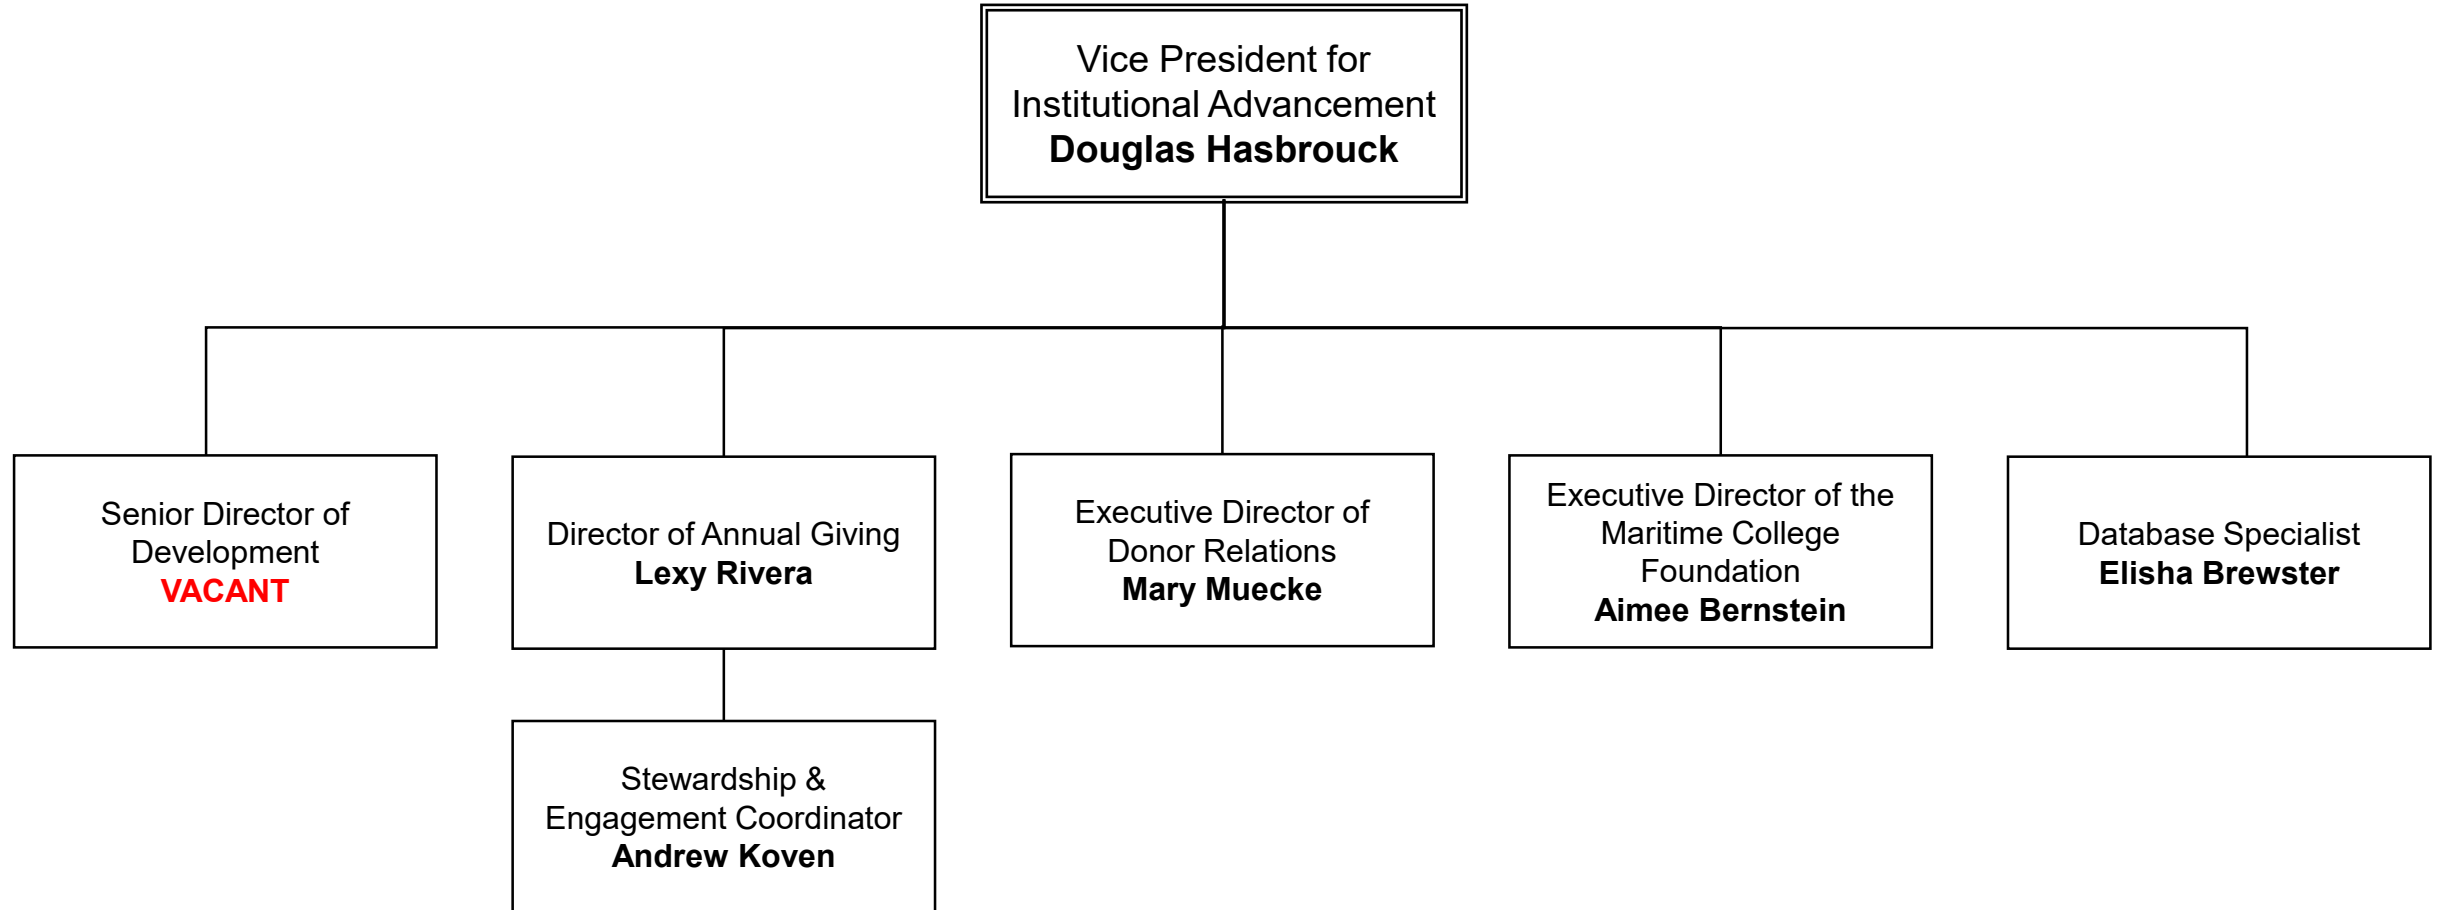 Vice President for
Institutional Advancement
Douglas Hasbrouck
Senior Director of
Development
VACANT
Director of Annual Giving
Lexy Rivera
Executive Director of
Donor Relations
Mary Muecke
Executive Director of the
Maritime College
Foundation
Aimee Bernstein
Database Specialist
Elisha Brewster
Stewardship &
Engagement Coordinator
Andrew Koven